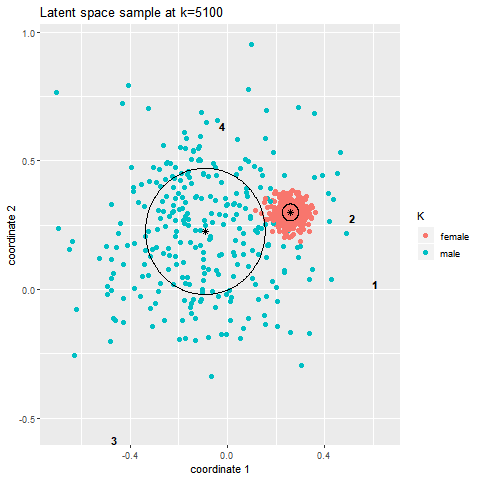 Latent space sample at k=5100
1.0
0.5
0.0
-0.5
coordinate 2
4
2
1
3
-0.4
0.0
0.4
coordinate 1
K
female
male